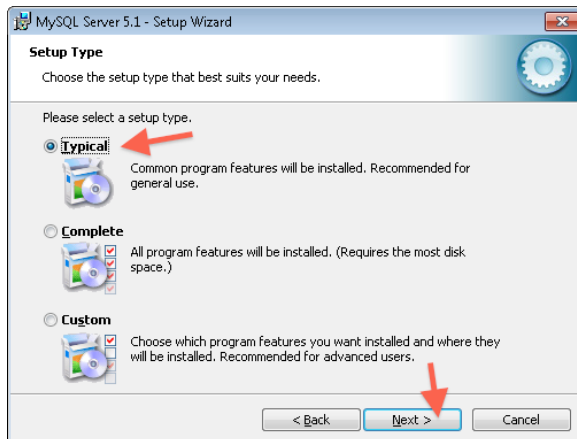 MySQL Server 5.1 - Setup Wizard
Setup Type
Choose the setup type that best suits your needs.
Please select a setup type.
Typical
Common program features will be installed. Recommended for
general use.
Complete
All program features will be installed. (Requires the most disk
space.)
Custom
Choose which program features you want installed and where they
will be installed. Recommended for advanced users.
< Back
Next >
Cancel